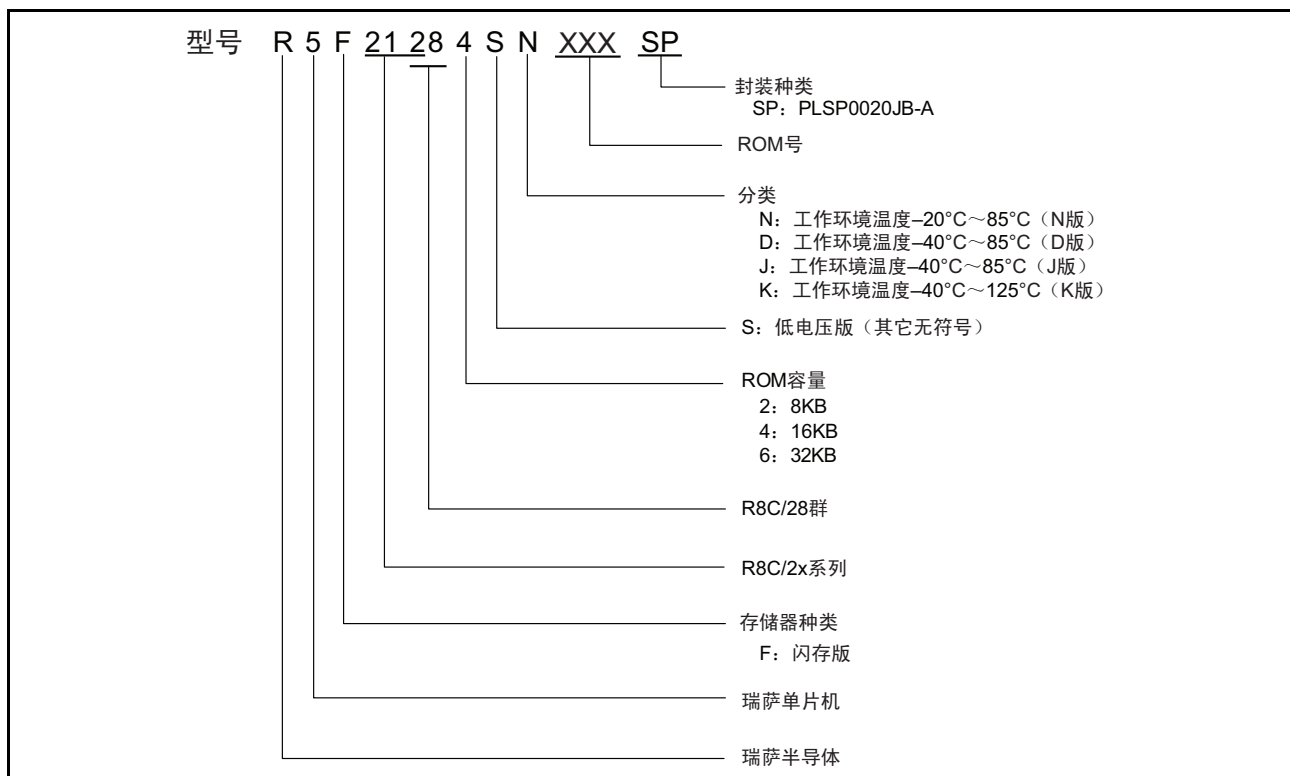 型号 R 5 F 21 28 4 S N XXX SP
封装种类
SP：PLSP0020JB-A
ROM号
分类
N：工作环境温度–20°C～85°C（N版）
D：工作环境温度–40°C～85°C（D版）
J：工作环境温度–40°C～85°C（J版）
K：工作环境温度–40°C～125°C（K版）
S：低电压版（其它无符号）
ROM容量
2：8KB
4：16KB
6：32KB
R8C/28群
R8C/2x系列
存储器种类
F：闪存版
瑞萨单片机
瑞萨半导体